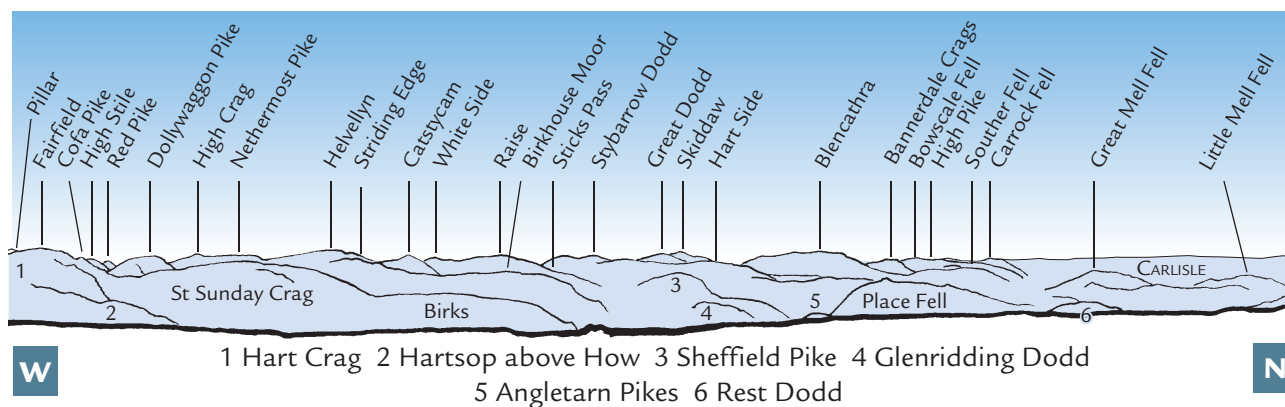 Pillar
Fairfield
Cofa Pike
High Stile
Red Pike
Dollywaggon Pike
High Crag
Nethermost Pike
Helvellyn
Striding Edge
Catstycam
White Side
Raise
Birkhouse Moor
Sticks Pass
Stybarrow Dodd
Great Dodd
Skiddaw
Hart Side
Blencathra
Bannerdale Crags
Bowscale Fell
High Pike
Souther Fell
Carrock Fell
Great Mell Fell
Little Mell Fell
1
2
St Sunday Crag
Birks
3
4
5
Place Fell
6
CARLISLE
W
1 Hart Crag 2 Hartsop above How 3 Sheffield Pike 4 Glenridding Dodd
5 Angletarn Pikes 6 Rest Dodd
N